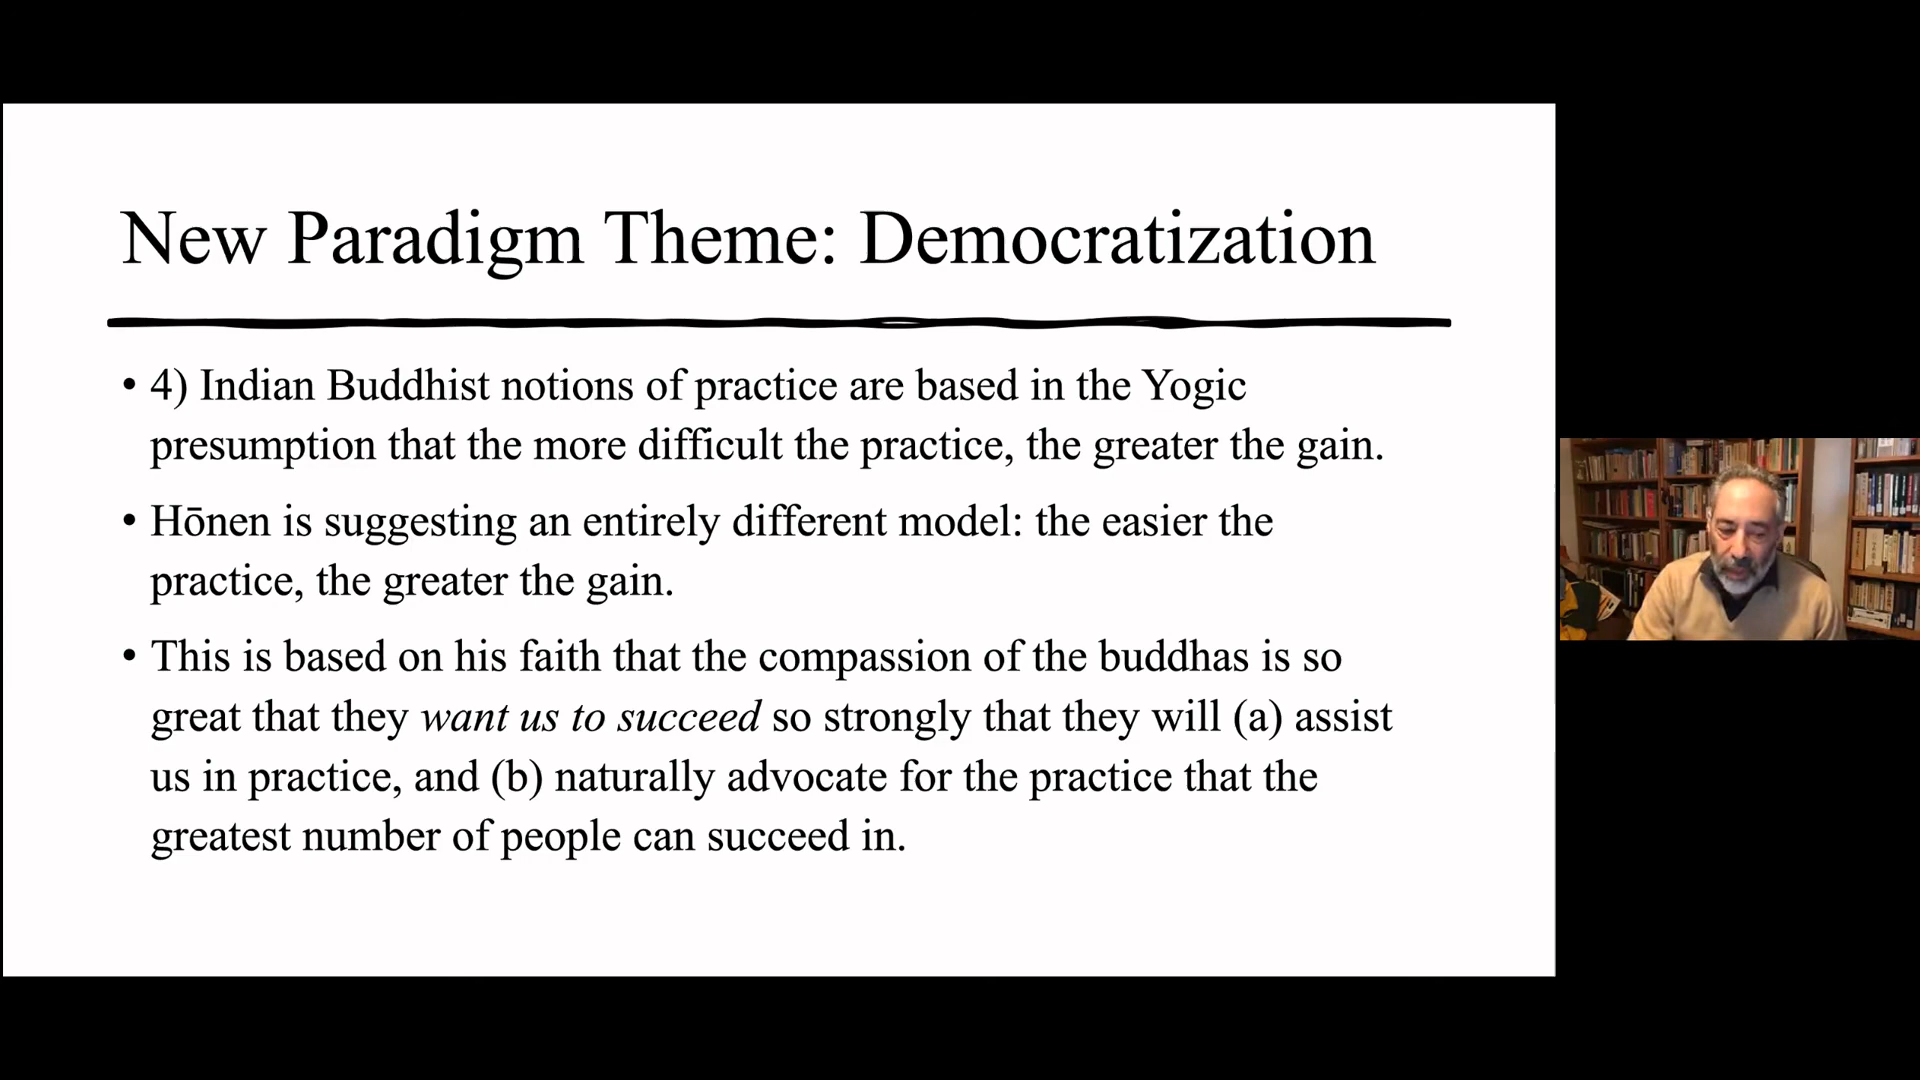 New Paradigm Theme: Democratization
• 4) Indian Buddhist notions of practice are based in the Yogic
presumption that the more difficult the practice, the greater the gain.
• Hōnen is suggesting an entirely different model: the easier the
practice, the greater the gain.
• This is based on his faith that the compassion of the buddhas is so
great that they want us to succeed so strongly that they will (a) assist
us in practice, and (b) naturally advocate for the practice that the
greatest number of people can succeed in.